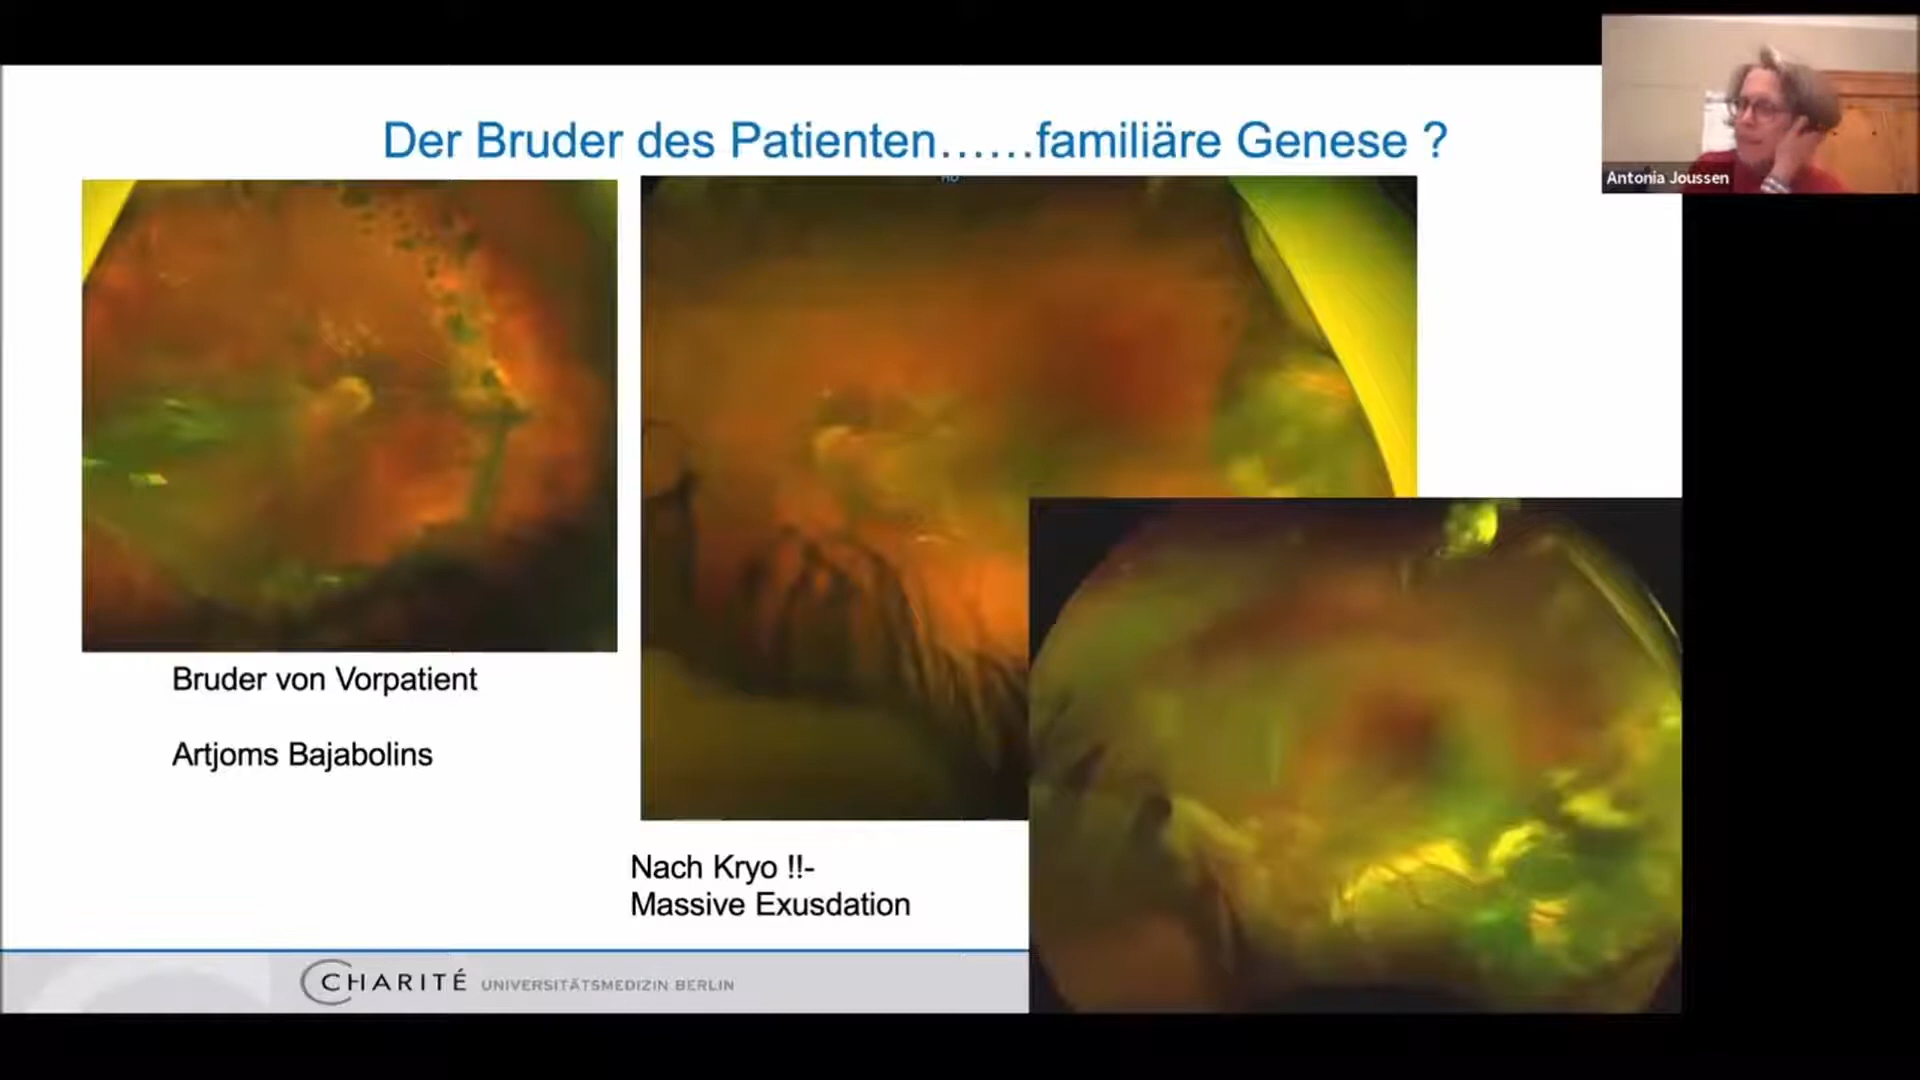 Der Bruder des Patienten……familiäre Genese ?
Antonia Joussen
Bruder von Vorpatient
Artjoms Bajabolins
Nach Kryo !!-
Massive Exusdation
CHARITÉ UNIVERSITÄTSMEDIZIN BERLIN